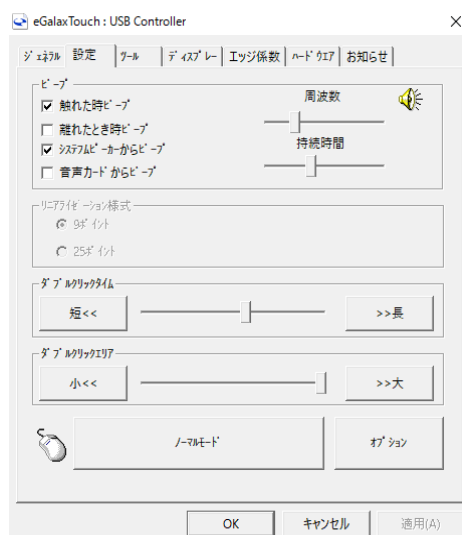 eGalaxTouch : USB Controller
ｼﾞｪﾈﾗﾙ 設定 ﾂｰﾙ ﾃﾞｨｽﾌﾟﾚｰ エッジ係数 ﾊｰﾄﾞｳｴｱ お知らせ
ﾋﾞｰﾌﾟ
触れた時ﾋﾞｰﾌﾟ
周波数
離れたとき時ﾋﾞｰﾌﾟ
ｼｽﾃﾌﾑﾋﾟｰｶｰからﾋﾞｰﾌﾟ
持続時間
音声ｶｰﾄﾞからﾋﾞｰﾌﾟ
ﾘﾆｱﾗｲｾﾞｰｼｮﾝ様式
9ﾎﾟｲﾝﾄ
25ﾎﾟｲﾝﾄ
ﾀﾞﾌﾞﾙｸﾘｯｸﾀｲﾑ
短<< >>長
ﾀﾞﾌﾞﾙｸﾘｯｸｴﾘｱ
小<< >>大
ﾉｰﾏﾙﾓｰﾄﾞ ｵﾌﾟｼｮﾝ
OK キャンセル 適用(A)